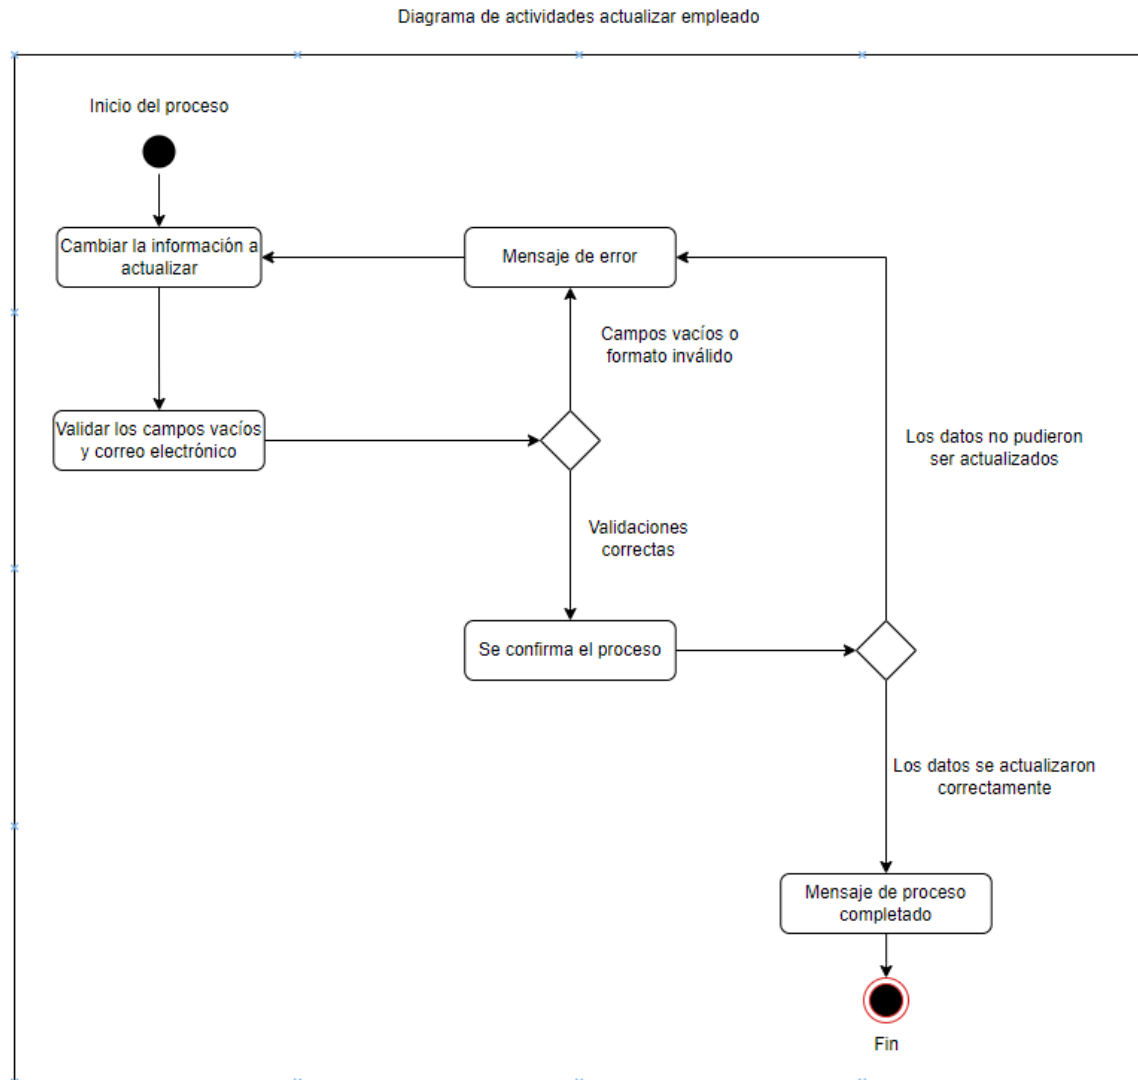 Diagrama de actividades actualizar empleado
Inicio del proceso
Cambiar la información a
actualizar
Mensaje de error
Campos vacíos o
formato inválido
Validar los campos vacíos
y correo electrónico
Los datos no pudieron
ser actualizados
Validaciones
correctas
Se confirma el proceso
Los datos se actualizaron
correctamente
Mensaje de proceso
completado
Fin